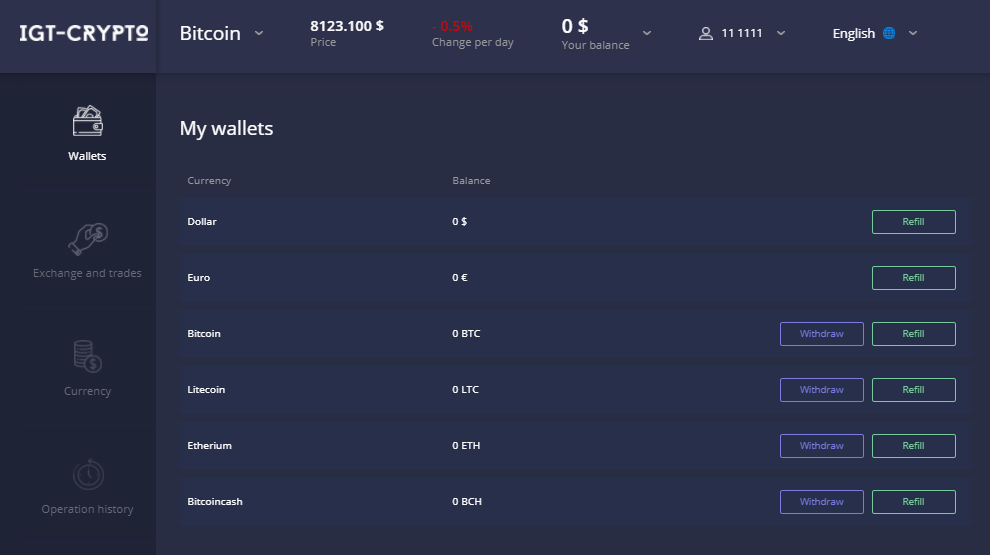 IGT-CRYPTO
Bitcoin
8123.100 $
Price
- 0.5%
Change per day
0 $
Your balance
11 1111
English
Wallets
Exchange and trades
Currency
Operation history
My wallets
Currency Balance
Dollar 0 $ Refill
Euro 0 € Refill
Bitcoin 0 BTC Withdraw Refill
Litecoin 0 LTC Withdraw Refill
Etherium 0 ETH Withdraw Refill
Bitcoincash 0 BCH Withdraw Refill